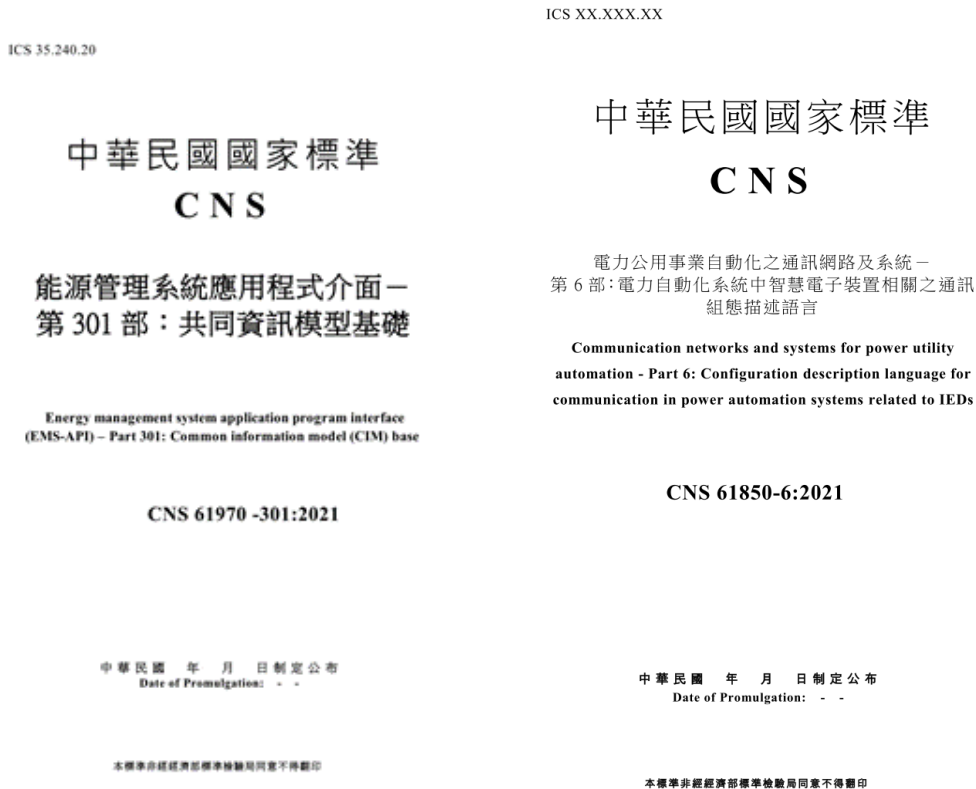 ICS 35.240.20
中華民國國家標準
CNS
能源管理系統應用程式介面－
第 301 部：共同資訊模型基礎
Energy management system application program interface
(EMS-API) – Part 301: Common information model (CIM) base
CNS 61970 -301:2021
中華民國 年 月 日制定公布
Date of Promulgation: - -
本標準非經經濟部標準檢驗局同意不得翻印
ICS XX.XXX.XX
中華民國國家標準
CNS
電力公用事業自動化之通訊網路及系統－
第 6 部：電力自動化系統中智慧電子裝置相關之通訊
組態描述語言
Communication networks and systems for power utility
automation - Part 6: Configuration description language for
communication in power automation systems related to IEDs
CNS 61850-6:2021
中華民國 年 月 日制定公布
Date of Promulgation: - -
本標準非經經濟部標準檢驗局同意不得翻印